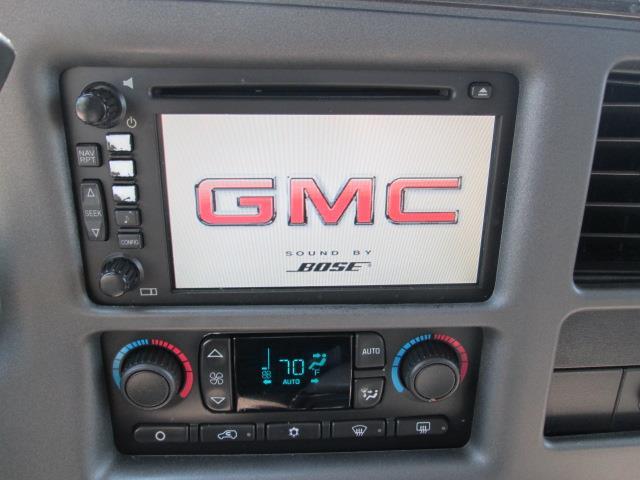 NAV
RPT
SEEK
CONFIG
GMC
SOUND BY
BOSE®
70 °F
AUTO
AUTO